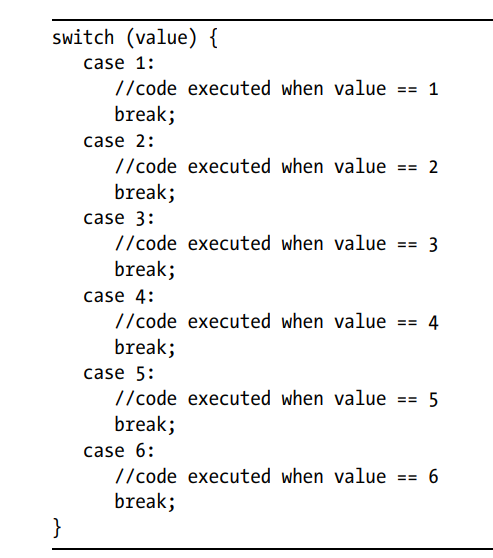 switch (value) {
   case 1:
      //code executed when value == 1
      break;
   case 2:
      //code executed when value == 2
      break;
   case 3:
      //code executed when value == 3
      break;
   case 4:
      //code executed when value == 4
      break;
   case 5:
      //code executed when value == 5
      break;
   case 6:
      //code executed when value == 6
      break;
}